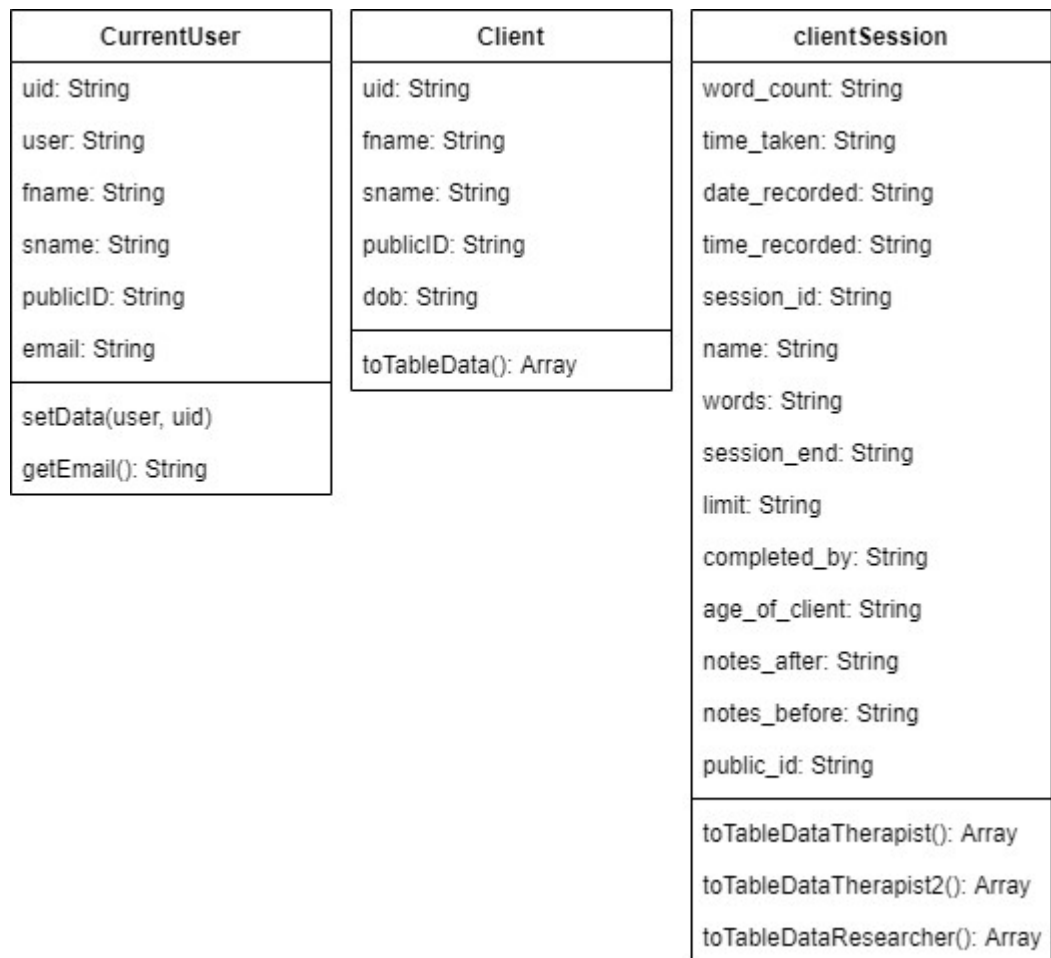 CurrentUser
uid: String
user: String
fname: String
sname: String
publicID: String
email: String
setData(user, uid)
getEmail(): String
Client
uid: String
fname: String
sname: String
publicID: String
dob: String
toTableData(): Array
clientSession
word_count: String
time_taken: String
date_recorded: String
time_recorded: String
session_id: String
name: String
words: String
session_end: String
limit: String
completed_by: String
age_of_client: String
notes_after: String
notes_before: String
public_id: String
toTableDataTherapist(): Array
toTableDataTherapist2(): Array
toTableDataResearcher(): Array